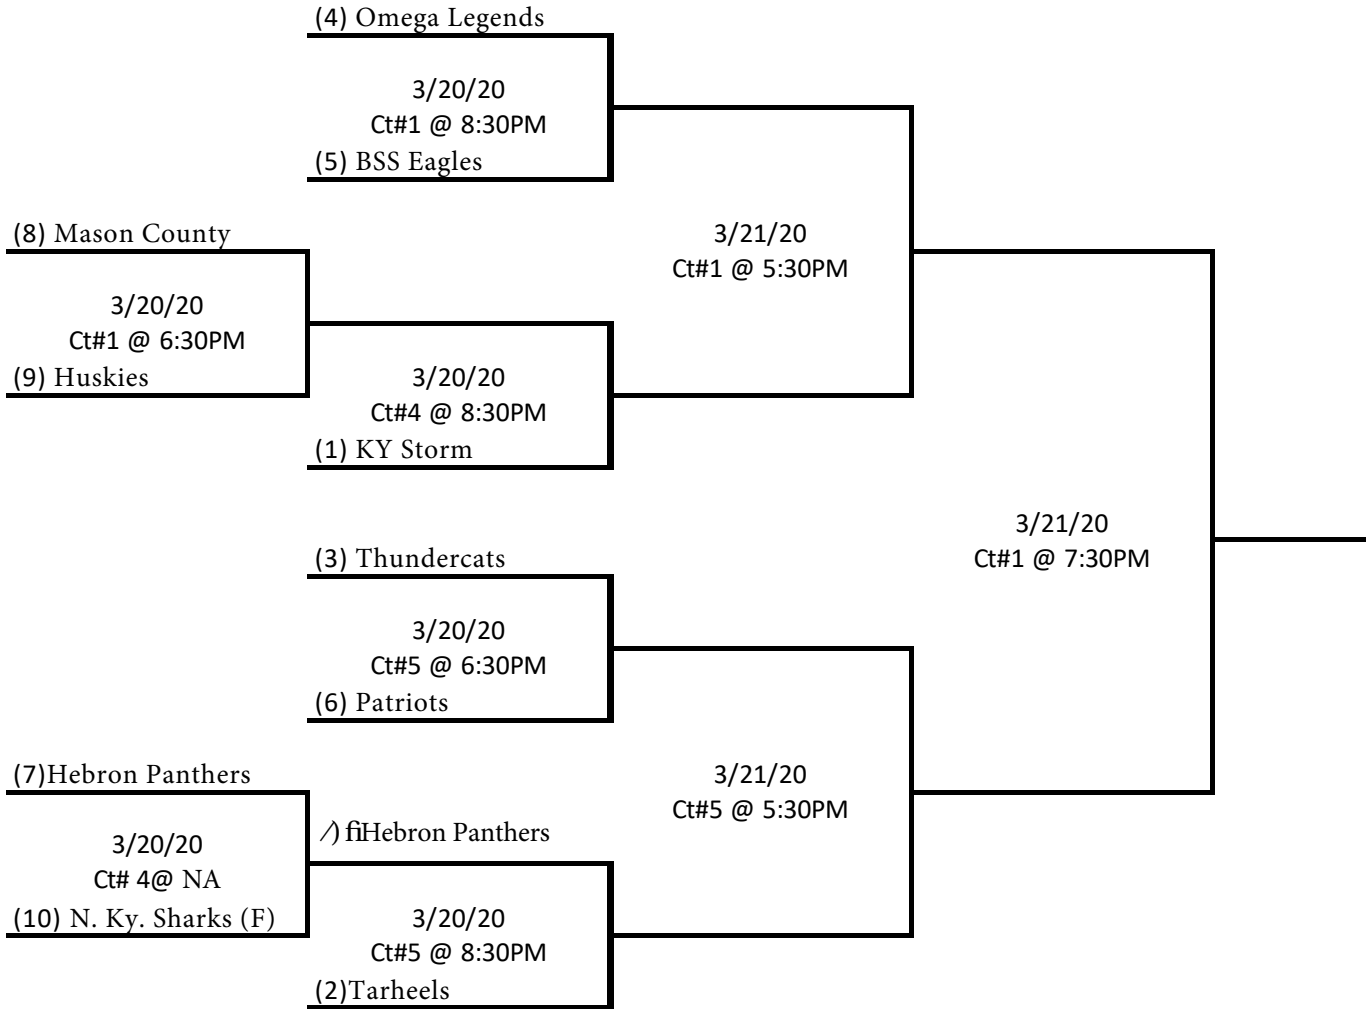 (4) Omega Legends
3/20/20
Ct#1 @ 8:30PM
(5) BSS Eagles
(8) Mason County
3/20/20
Ct#1 @ 6:30PM
(9) Huskies
3/21/20
Ct#1 @ 5:30PM
3/20/20
Ct#4 @ 8:30PM
(1) KY Storm
3/21/20
Ct#1 @ 7:30PM
(3) Thundercats
3/20/20
Ct#5 @ 6:30PM
(6) Patriots
(7)Hebron Panthers
3/20/20
Ct# 4@ NA
(10) N. Ky. Sharks (F)
Hebron Panthers
3/21/20
Ct#5 @ 5:30PM
3/20/20
Ct#5 @ 8:30PM
(2)Tarheels